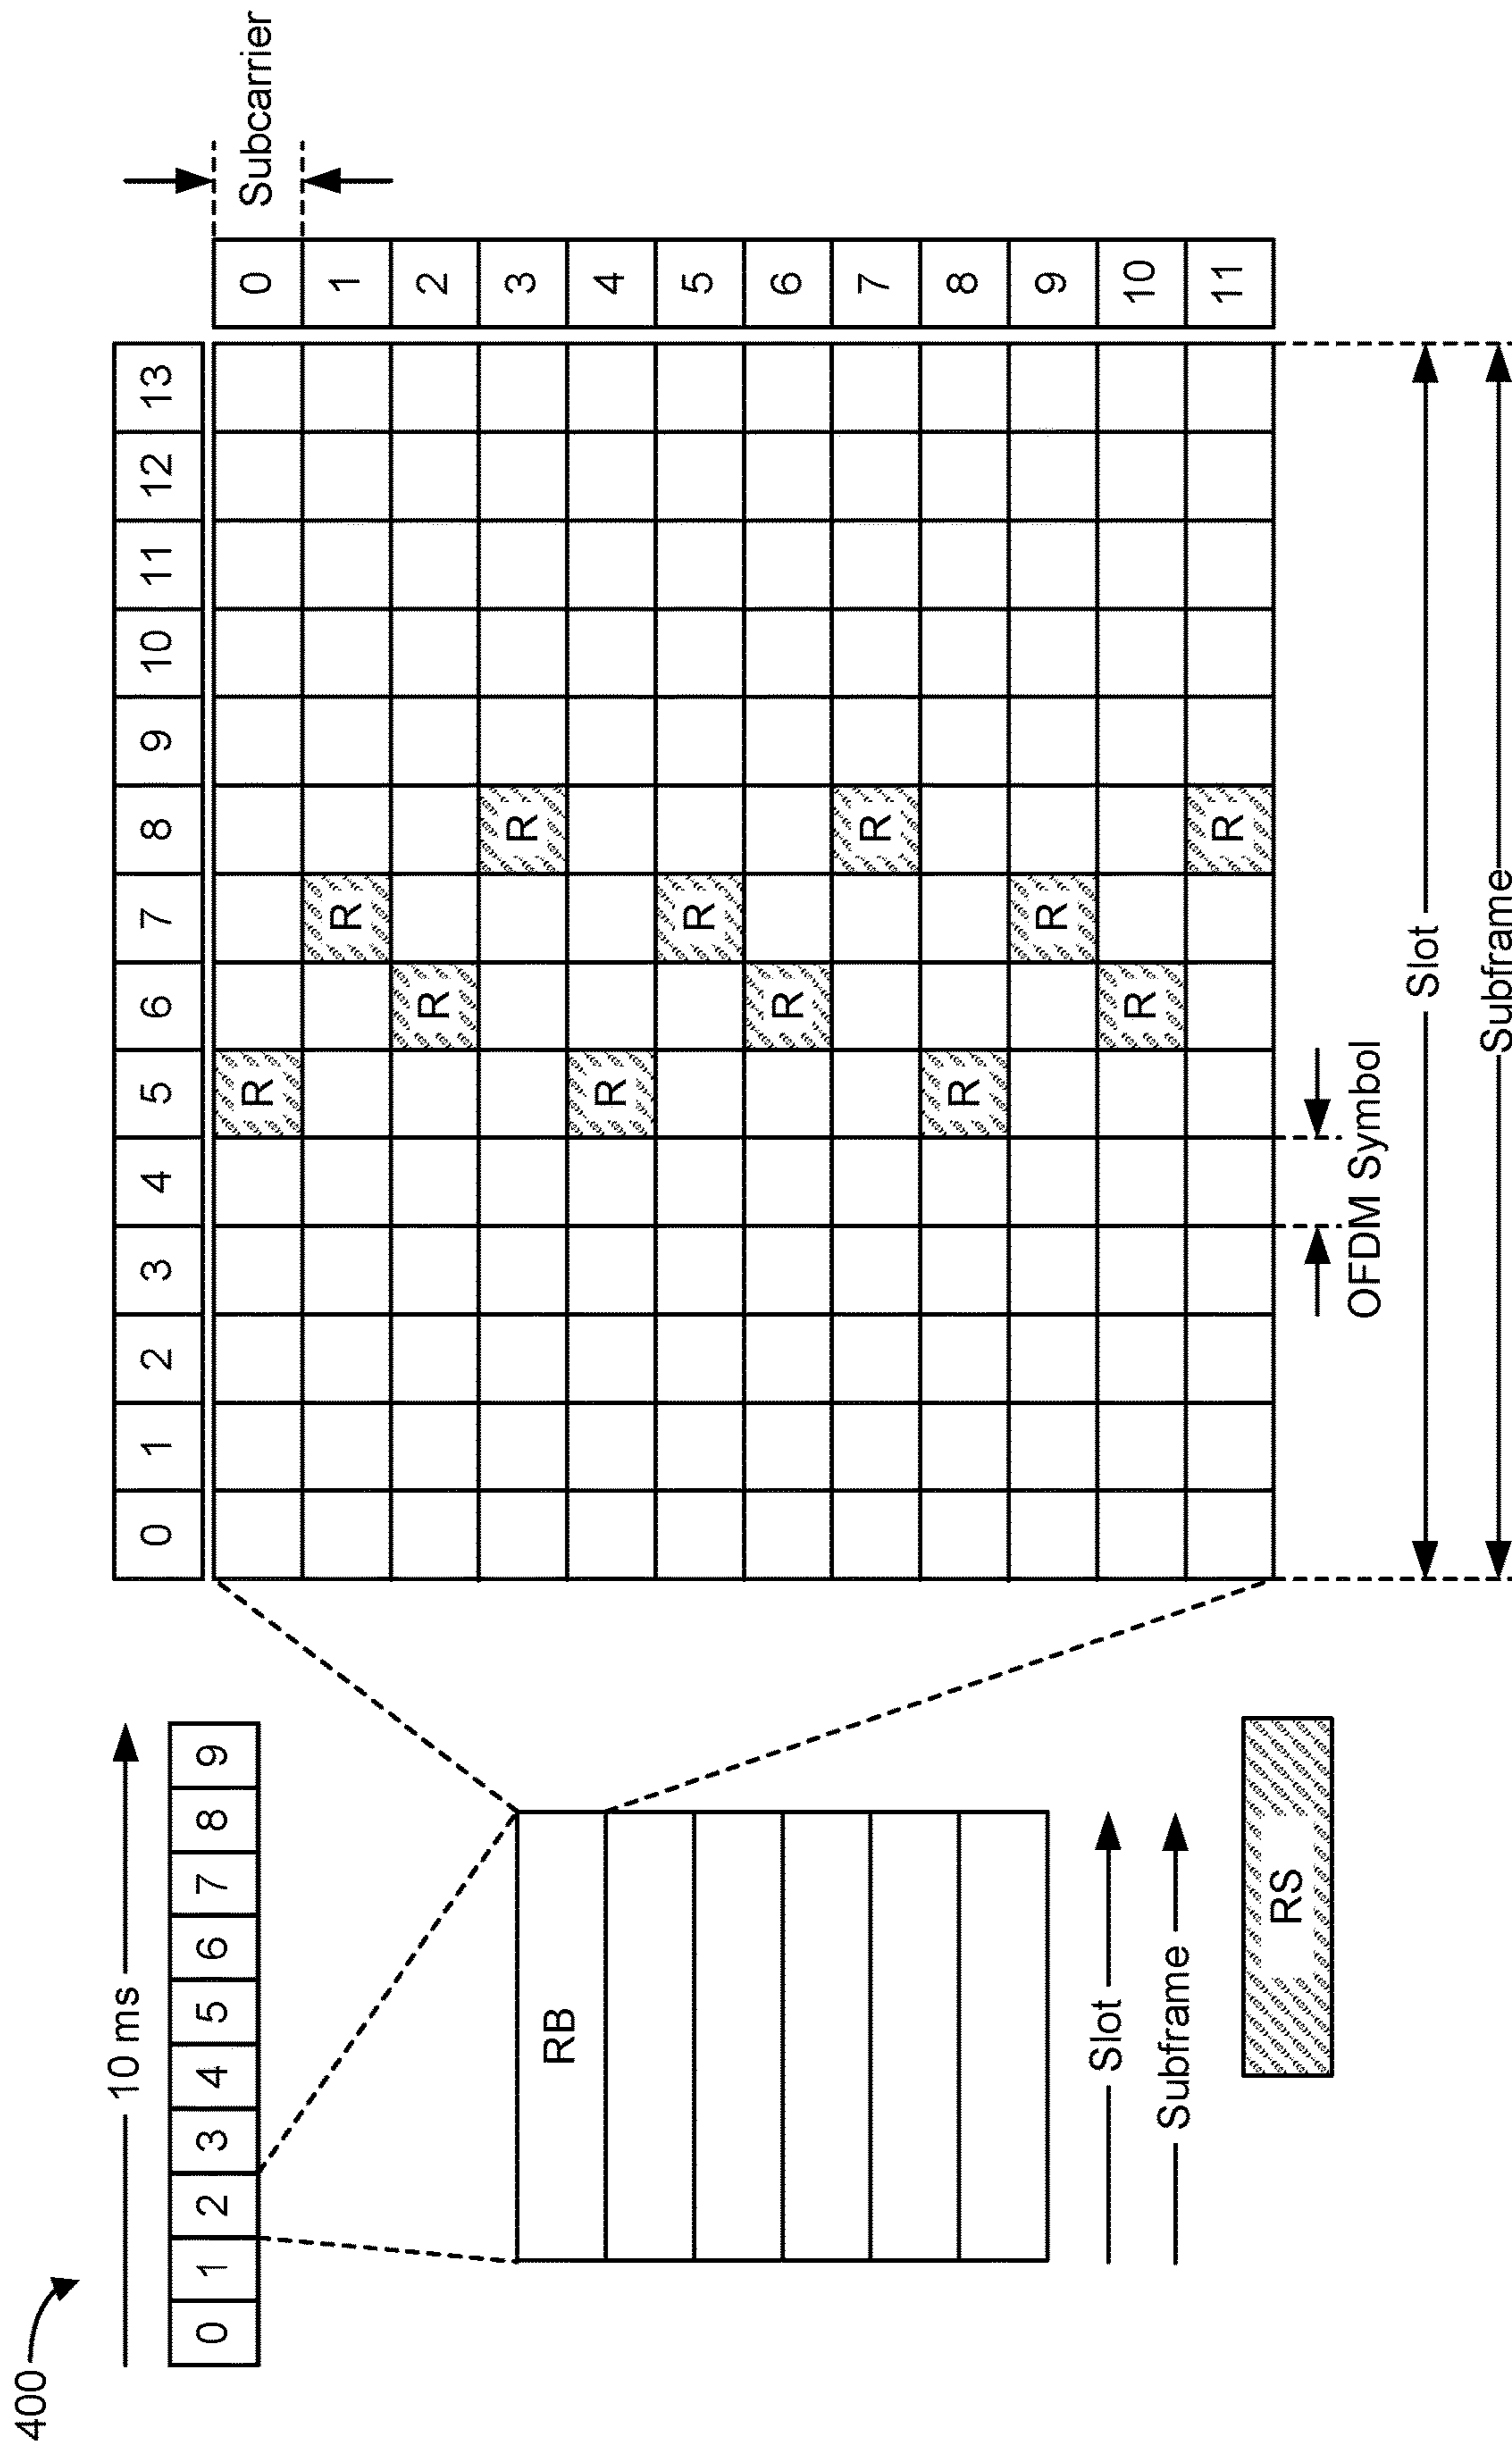 400
10 ms
0 1 2 3 4 5 6 7 8 9
RB
Slot
Subframe
RS
0 1 2 3 4 5 6 7 8 9 10 11 12 13
Subcarrier
R 0
R 1
R 2
R 3
R 4
R 5
R 6
R 7
R 8
R 9
R 10
R 11
OFDM Symbol
Slot
Subframe